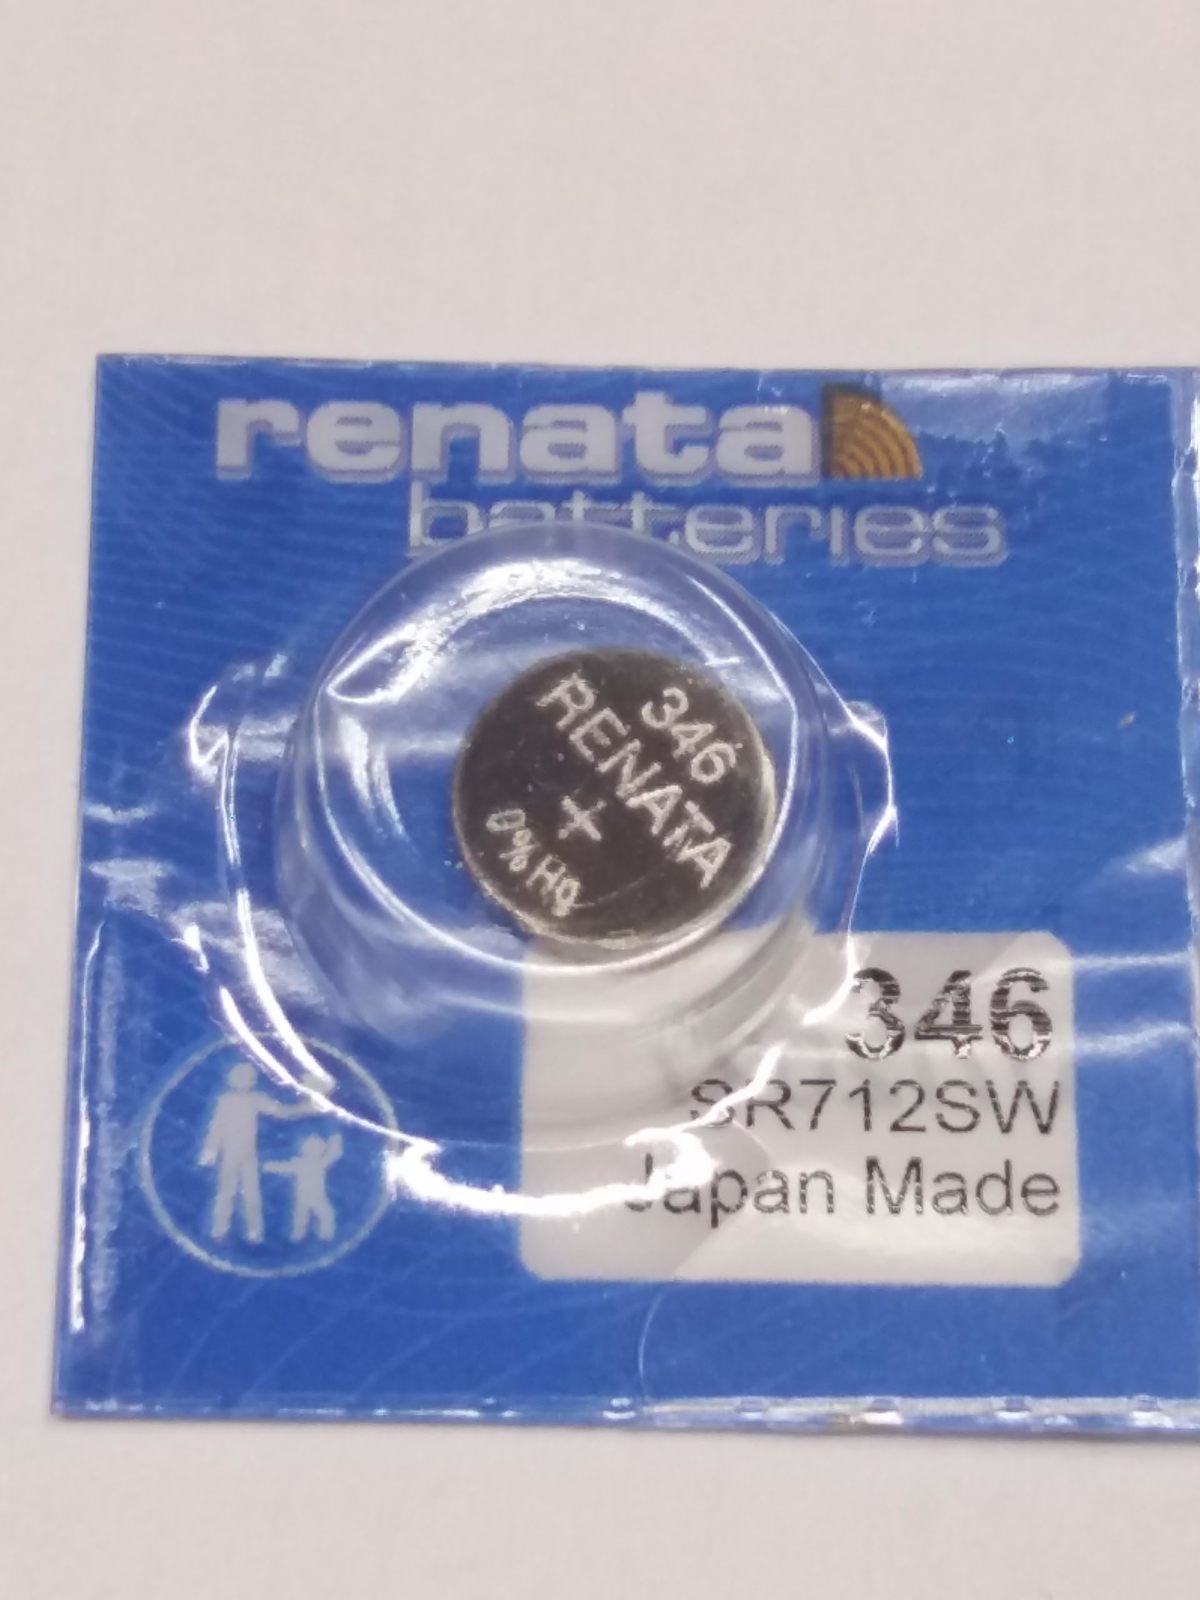 renata
batteries
346
RENATA
+
0% Hg
346
SR712SW
Japan Made